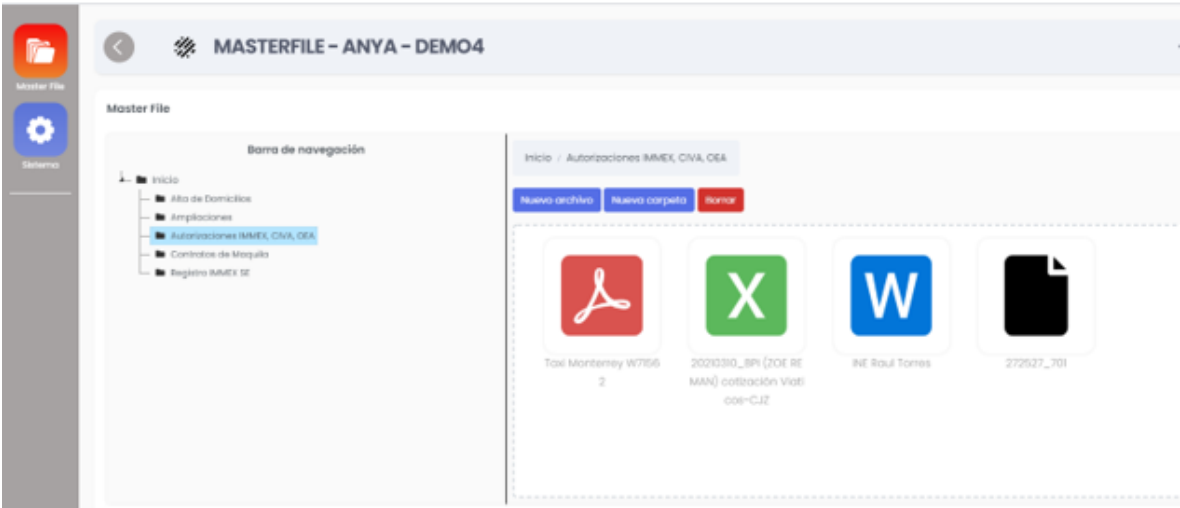 MASTERFILE - ANYA - DEMO4
Master File
Sistema
Master File
Barra de navegación
Inicio
Alta de Domicilios
Ampliaciones
Autorizaciones IMMEX, CIVA, OEA
Contratos de Maquila
Registro IMMEX SE
Inicio / Autorizaciones IMMEX, CIVA, OEA
Nuevo archivo
Nueva carpeta
Borrar
Taxi Monterrey W7156
2
20210310_BPI (ZOE RE
MAN) cotización Viati
cos-CJZ
W
INE Raul Torres
272527_701